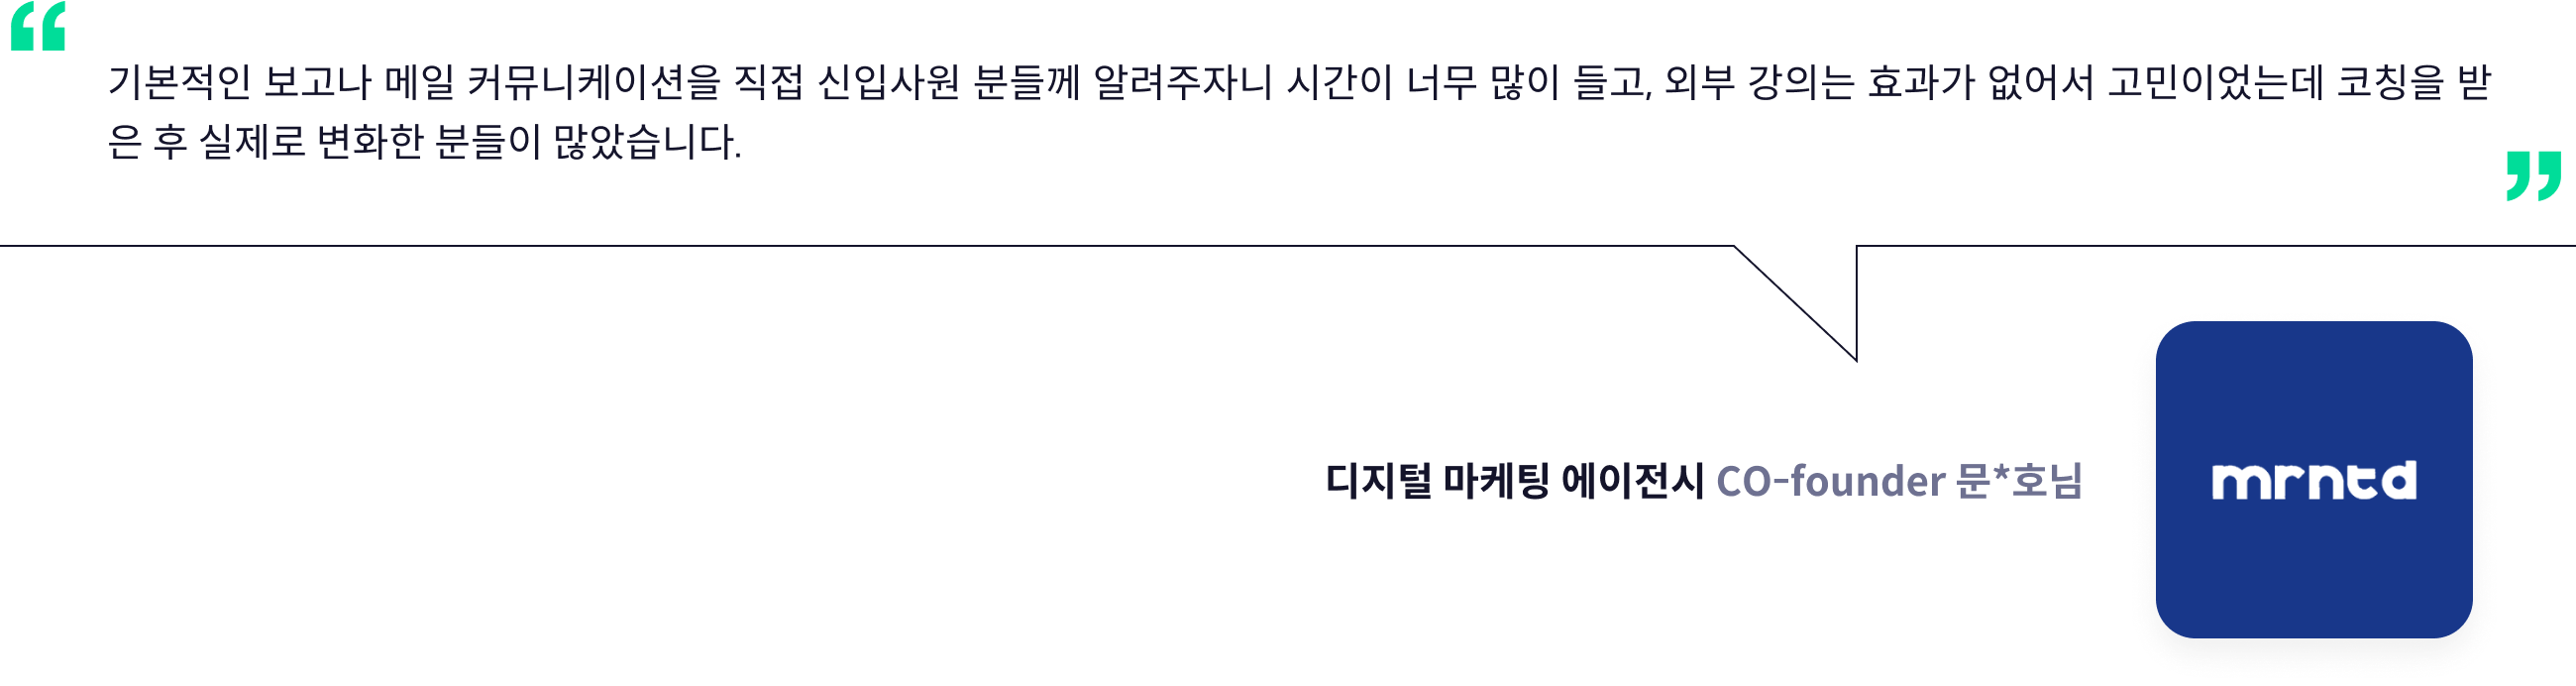 기본적인 보고나 메일 커뮤니케이션을 직접 신입사원 분들께 알려주자니 시간이 너무 많이 들고, 외부 강의는 효과가 없어서 고민이었는데 코칭을 받
은 후 실제로 변화한 분들이 많았습니다.
디지털 마케팅 에이전시 CO-founder 문*호님
mrntd